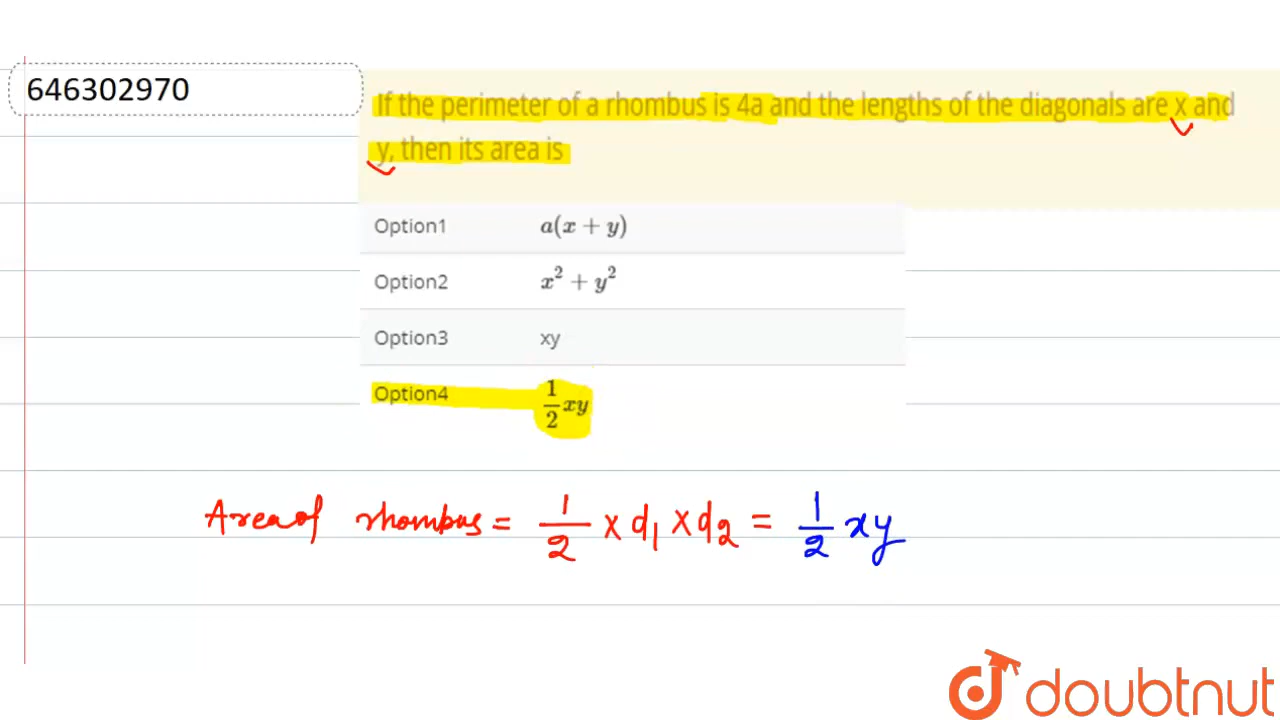 646302970
If the perimeter of a rhombus is 4a and the lengths of the diagonals are x and
y, then its area is
Option1 a(x + y)
Option2 x² + y²
Option3 xy
Option4 1/2 xy
Area of rhombus = 1/2 × d₁ × d₂ = 1/2 xy
doubtnut